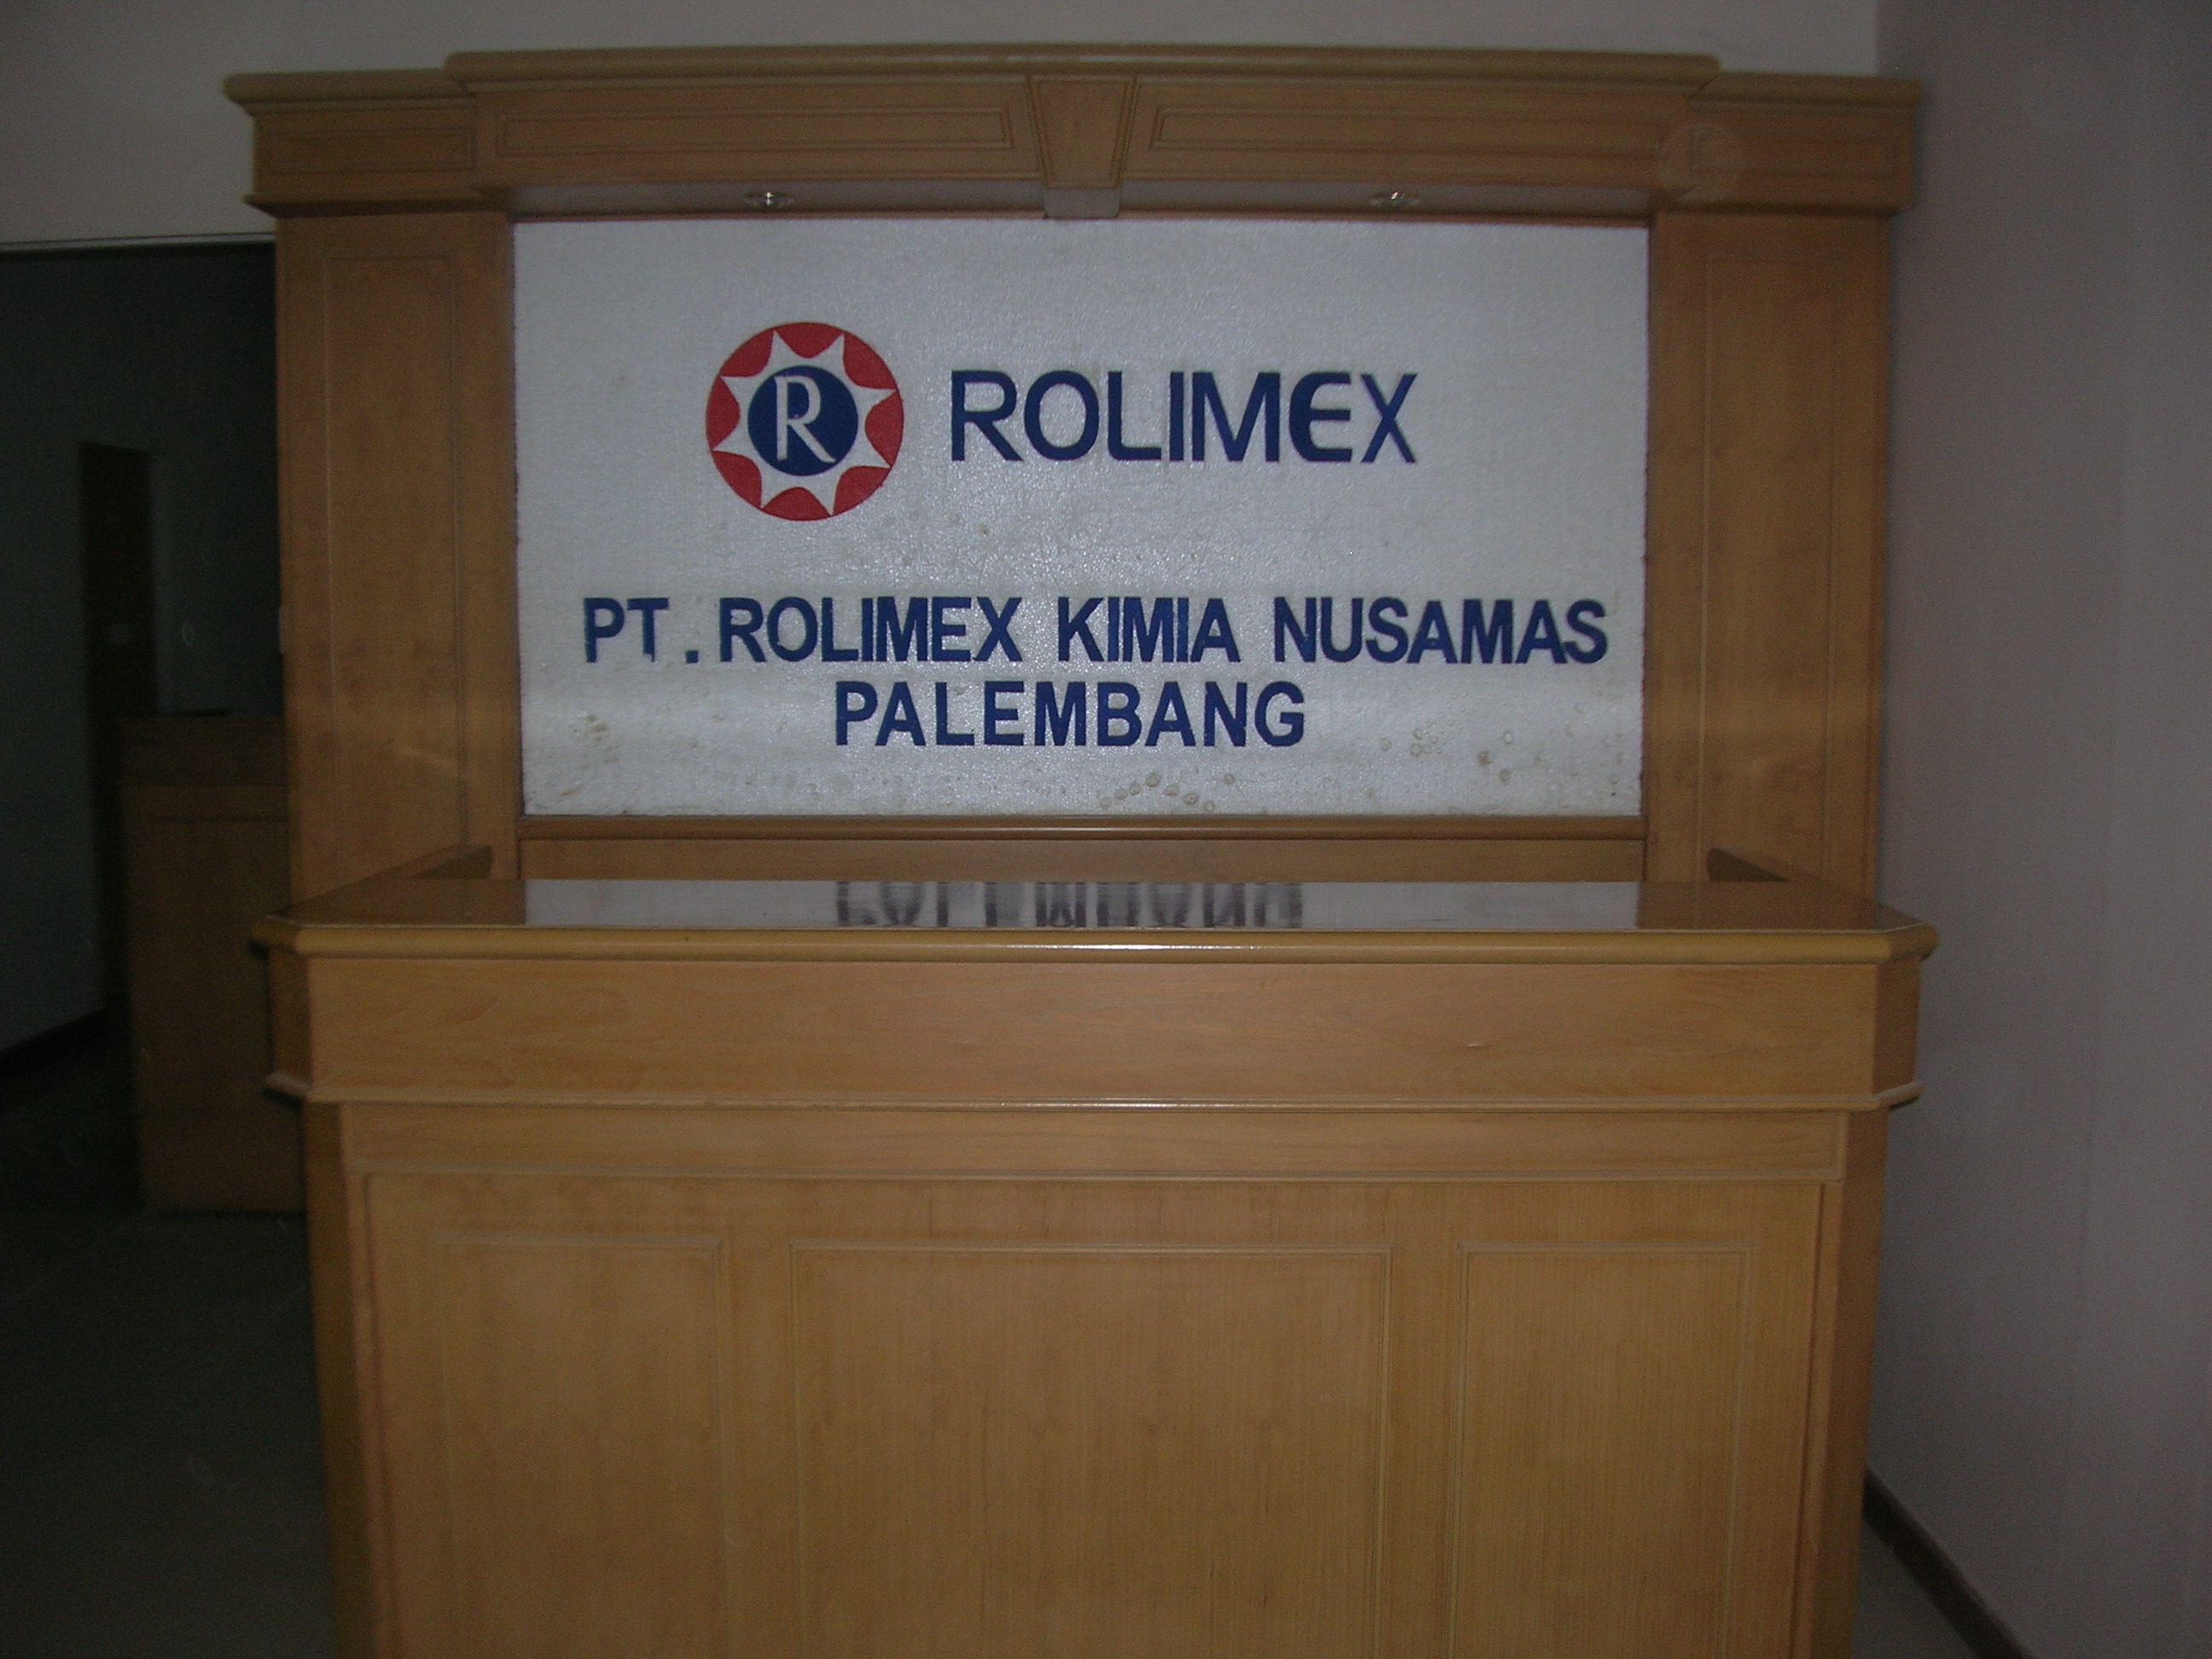 R ROLIMEX
PT. ROLIMEX KIMIA NUSAMAS
PALEMBANG